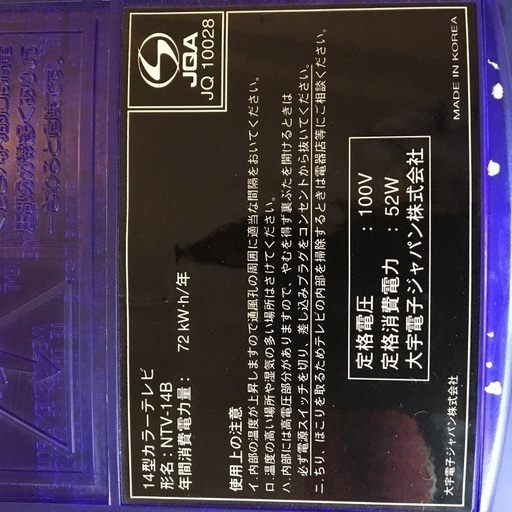 14型カラーテレビ
形名：NTV-14B
年間消費電力量： 72 kW·h/年
JQA
JQ 10028
使用上の注意
イ.内部の温度が上昇しますので通風孔の周囲に適当な間隔をおいてください。
ロ.温度の高い場所や湿気の多い場所はさけてください。
ハ.内部には高電圧部分がありますので、やむを得ず裏ぶたを開けるときは
必ず電源スイッチを切り、差し込みプラグをコンセントから抜いてください。
ニ.ちり、ほこりを取るためテレビの内部を掃除するときは電器店等にご相談ください。
定格電圧 ：100V
定格消費電力 ：52W
大宇電子ジャパン株式会社
大宇電子ジャパン株式会社
MADE IN KOREA